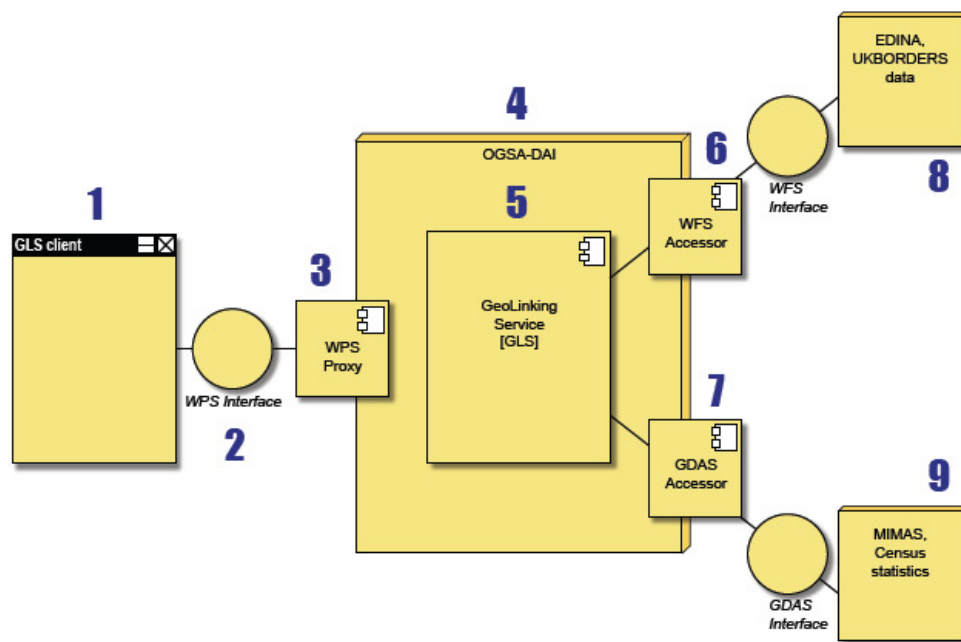 1
GLS client
2
WPS Interface
3
WPS
Proxy
4
OGSA-DAI
5
GeoLinking
Service
[GLS]
6
WFS
Accessor
7
GDAS
Accessor
WFS
Interface
8
EDINA,
UKBORDERS
data
GDAS
Interface
9
MIMAS,
Census
statistics